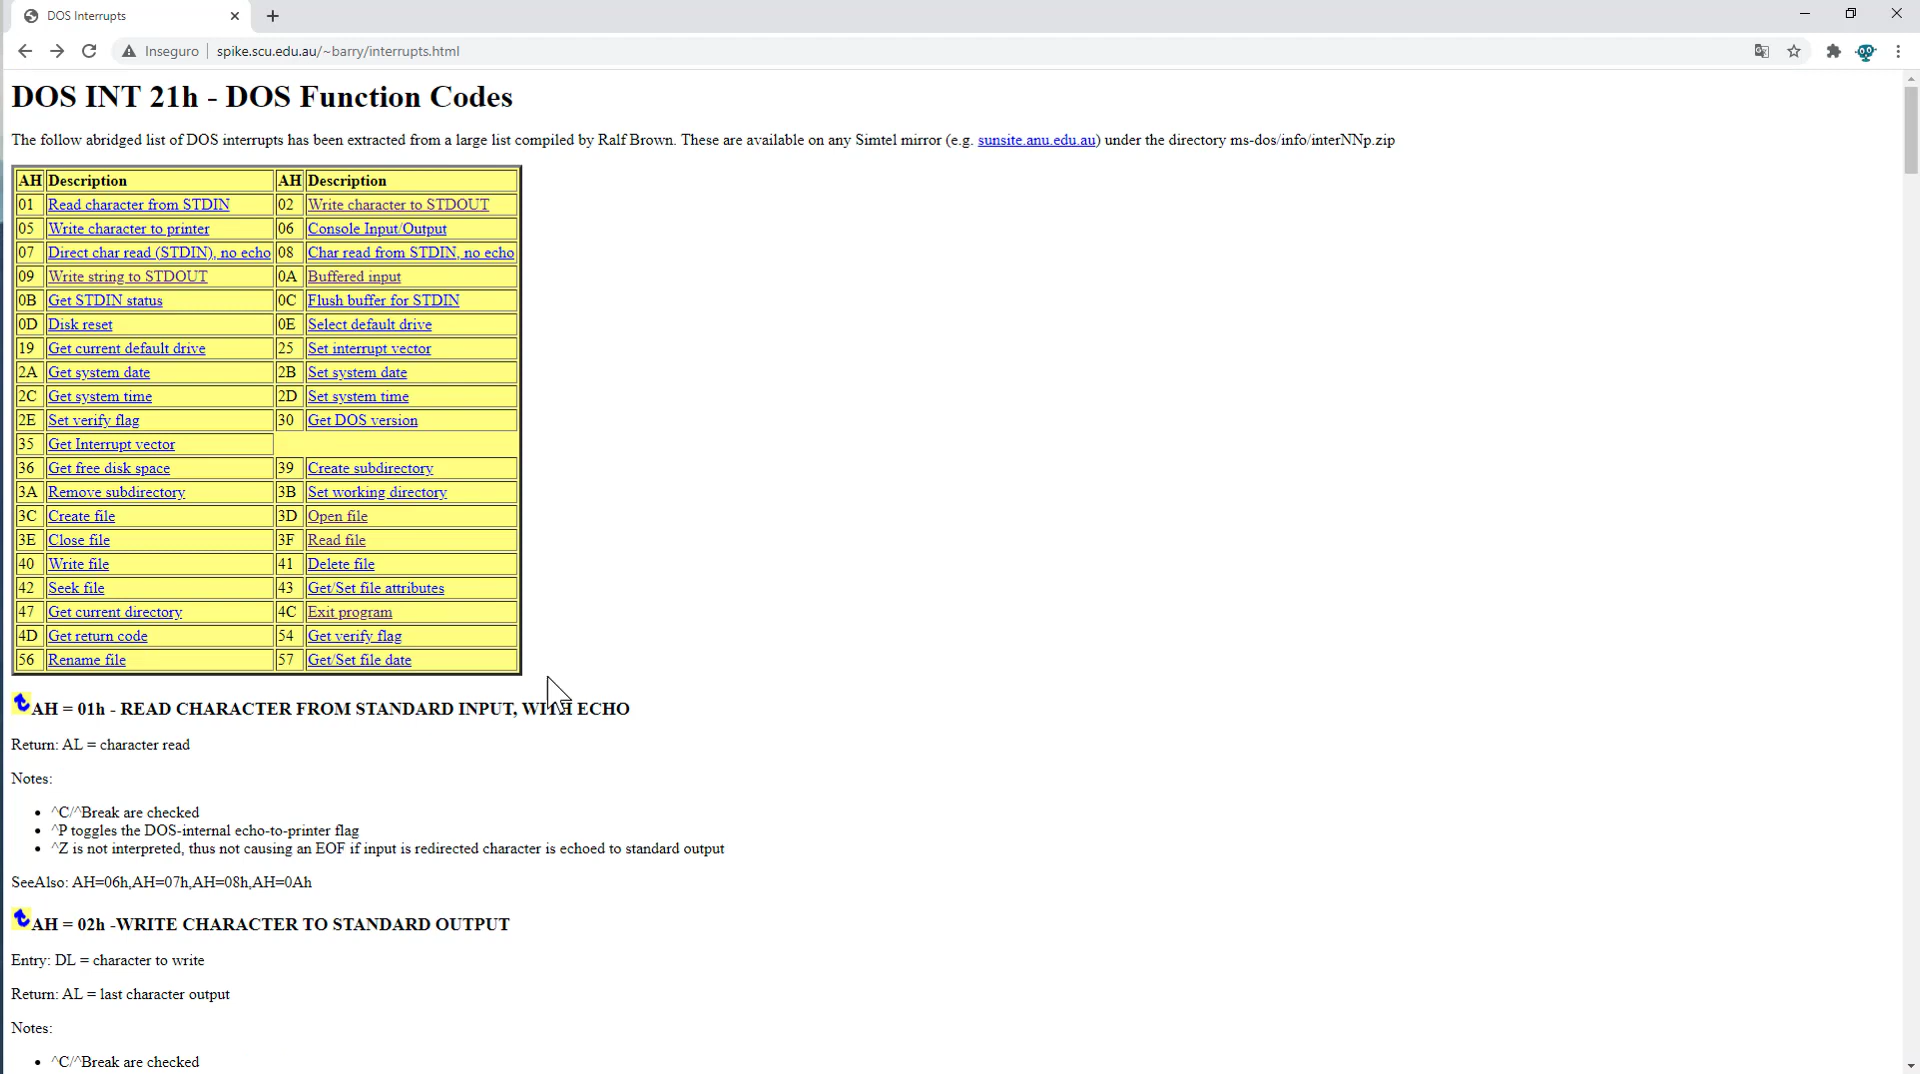 DOS Interrupts
Inseguro spike.scu.edu.au/~barry/interrupts.html
DOS INT 21h - DOS Function Codes
The follow abridged list of DOS interrupts has been extracted from a large list compiled by Ralf Brown. These are available on any Simtel mirror (e.g. sunsite.anu.edu.au) under the directory ms-dos/info/interNNp.zip
AH Description AH Description
01 Read character from STDIN 02 Write character to STDOUT
05 Write character to printer 06 Console Input/Output
07 Direct char read (STDIN), no echo 08 Char read from STDIN, no echo
09 Write string to STDOUT 0A Buffered input
0B Get STDIN status 0C Flush buffer for STDIN
0D Disk reset 0E Select default drive
19 Get current default drive 25 Set interrupt vector
2A Get system date 2B Set system date
2C Get system time 2D Set system time
2E Set verify flag 30 Get DOS version
35 Get Interrupt vector
36 Get free disk space 39 Create subdirectory
3A Remove subdirectory 3B Set working directory
3C Create file 3D Open file
3E Close file 3F Read file
40 Write file 41 Delete file
42 Seek file 43 Get/Set file attributes
47 Get current directory 4C Exit program
4D Get return code 54 Get verify flag
56 Rename file 57 Get/Set file date
AH = 01h - READ CHARACTER FROM STANDARD INPUT, WITH ECHO
Return: AL = character read
Notes:
• ^C/^Break are checked
• ^P toggles the DOS-internal echo-to-printer flag
• ^Z is not interpreted, thus not causing an EOF if input is redirected character is echoed to standard output
SeeAlso: AH=06h,AH=07h,AH=08h,AH=0Ah
AH = 02h -WRITE CHARACTER TO STANDARD OUTPUT
Entry: DL = character to write
Return: AL = last character output
Notes:
• ^C/^Break are checked